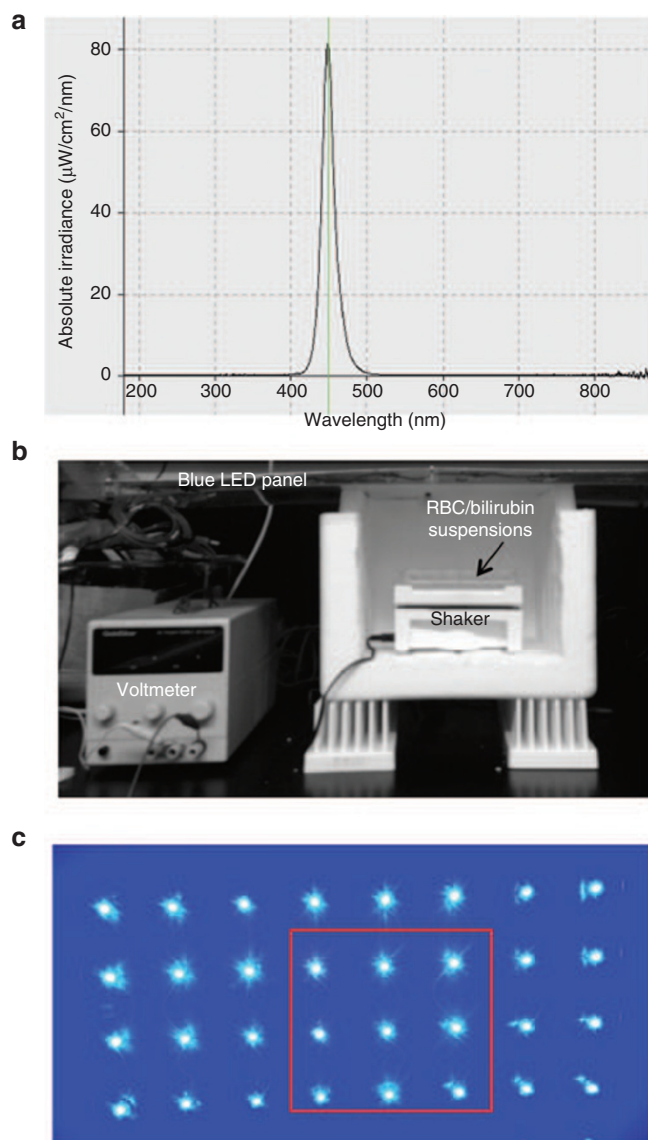 a
Absolute irradiance (μW/cm²/nm)
80
60
40
20
0
200
300
400
500
600
700
800
Wavelength (nm)
b
Blue LED panel
RBC/bilirubin
suspensions
Shaker
Voltmeter
c